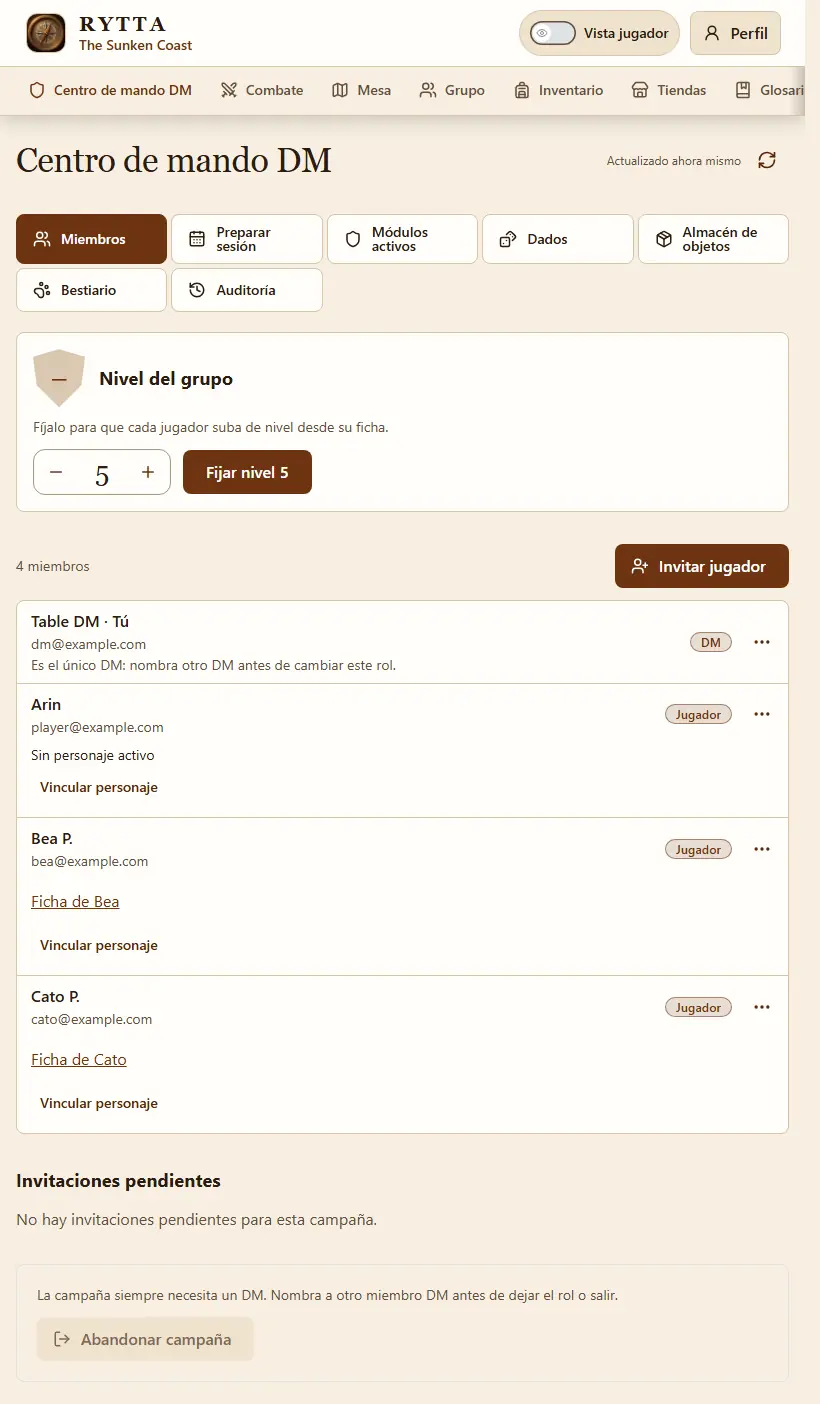 RYTTA
The Sunken Coast
Vista jugador
Perfil
Centro de mando DM
Combate
Mesa
Grupo
Inventario
Tiendas
Glosari
Centro de mando DM
Actualizado ahora mismo
Miembros
Preparar
sesión
Módulos
activos
Dados
Almacén de
objetos
Bestiario
Auditoría
—
Nivel del grupo
Fíjalo para que cada jugador suba de nivel desde su ficha.
− 5 +
Fijar nivel 5
4 miembros
Invitar jugador
Table DM · Tú
dm@example.com
Es el único DM: nombra otro DM antes de cambiar este rol.
DM
Arin
player@example.com
Jugador
Sin personaje activo
Vincular personaje
Bea P.
bea@example.com
Jugador
Ficha de Bea
Vincular personaje
Cato P.
cato@example.com
Jugador
Ficha de Cato
Vincular personaje
Invitaciones pendientes
No hay invitaciones pendientes para esta campaña.
La campaña siempre necesita un DM. Nombra a otro miembro DM antes de dejar el rol o salir.
Abandonar campaña